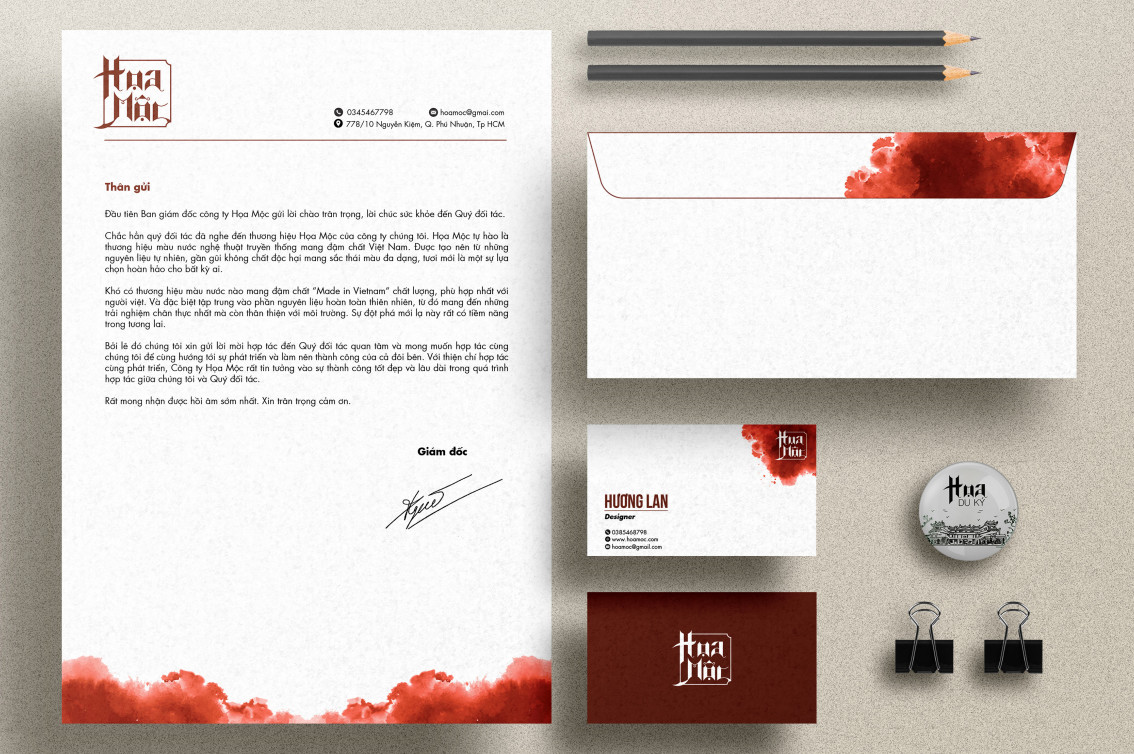 Họa
Mộc
0345467798
hoamoc@gmai.com
778/10 Nguyễn Kiệm, Q. Phú Nhuận, Tp HCM
Thân gửi
Đầu tiên Ban giám đốc công ty Họa Mộc gửi lời chào trân trọng, lời chúc sức khỏe đến Quý đối tác.
Chắc hẳn quý đối tác đã nghe đến thương hiệu Họa Mộc của công ty chúng tôi. Họa Mộc tự hào là
thương hiệu màu nước nghệ thuật truyền thống mang đậm chất Việt Nam. Được tạo nên từ những
nguyên liệu tự nhiên, gần gũi không chất độc hại mang sắc thái màu đa dạng, tươi mới là một sự lựa
chọn hoàn hảo cho bất kỳ ai.
Khó có thương hiệu màu nước nào mang đậm chất “Made in Vietnam” chất lượng, phù hợp nhất với
người việt. Và đặc biệt tập trung vào phần nguyên liệu hoàn toàn thiên nhiên, từ đó mang đến những
trải nghiệm chân thực nhất mà còn thân thiện với môi trường. Sự đột phá mới lạ này rất có tiềm năng
trong tương lai.
Bởi lẽ đó chúng tôi xin gửi lời mời hợp tác đến Quý đối tác quan tâm và mong muốn hợp tác cùng
chúng tôi để cùng hướng tới sự phát triển và làm nên thành công của cả đôi bên. Với thiện chí hợp tác
cùng phát triển, Công ty Họa Mộc rất tin tưởng vào sự thành công tốt đẹp và lâu dài trong quá trình
hợp tác giữa chúng tôi và Quý đối tác.
Rất mong nhận được hồi âm sớm nhất. Xin trân trọng cảm ơn.
Giám đốc
Họa
Mộc
HƯƠNG LAN
Designer
0385468798
www.hoamoc.com
hoamoc@gmail.com
Họa
DU KÝ
Họa
Mộc